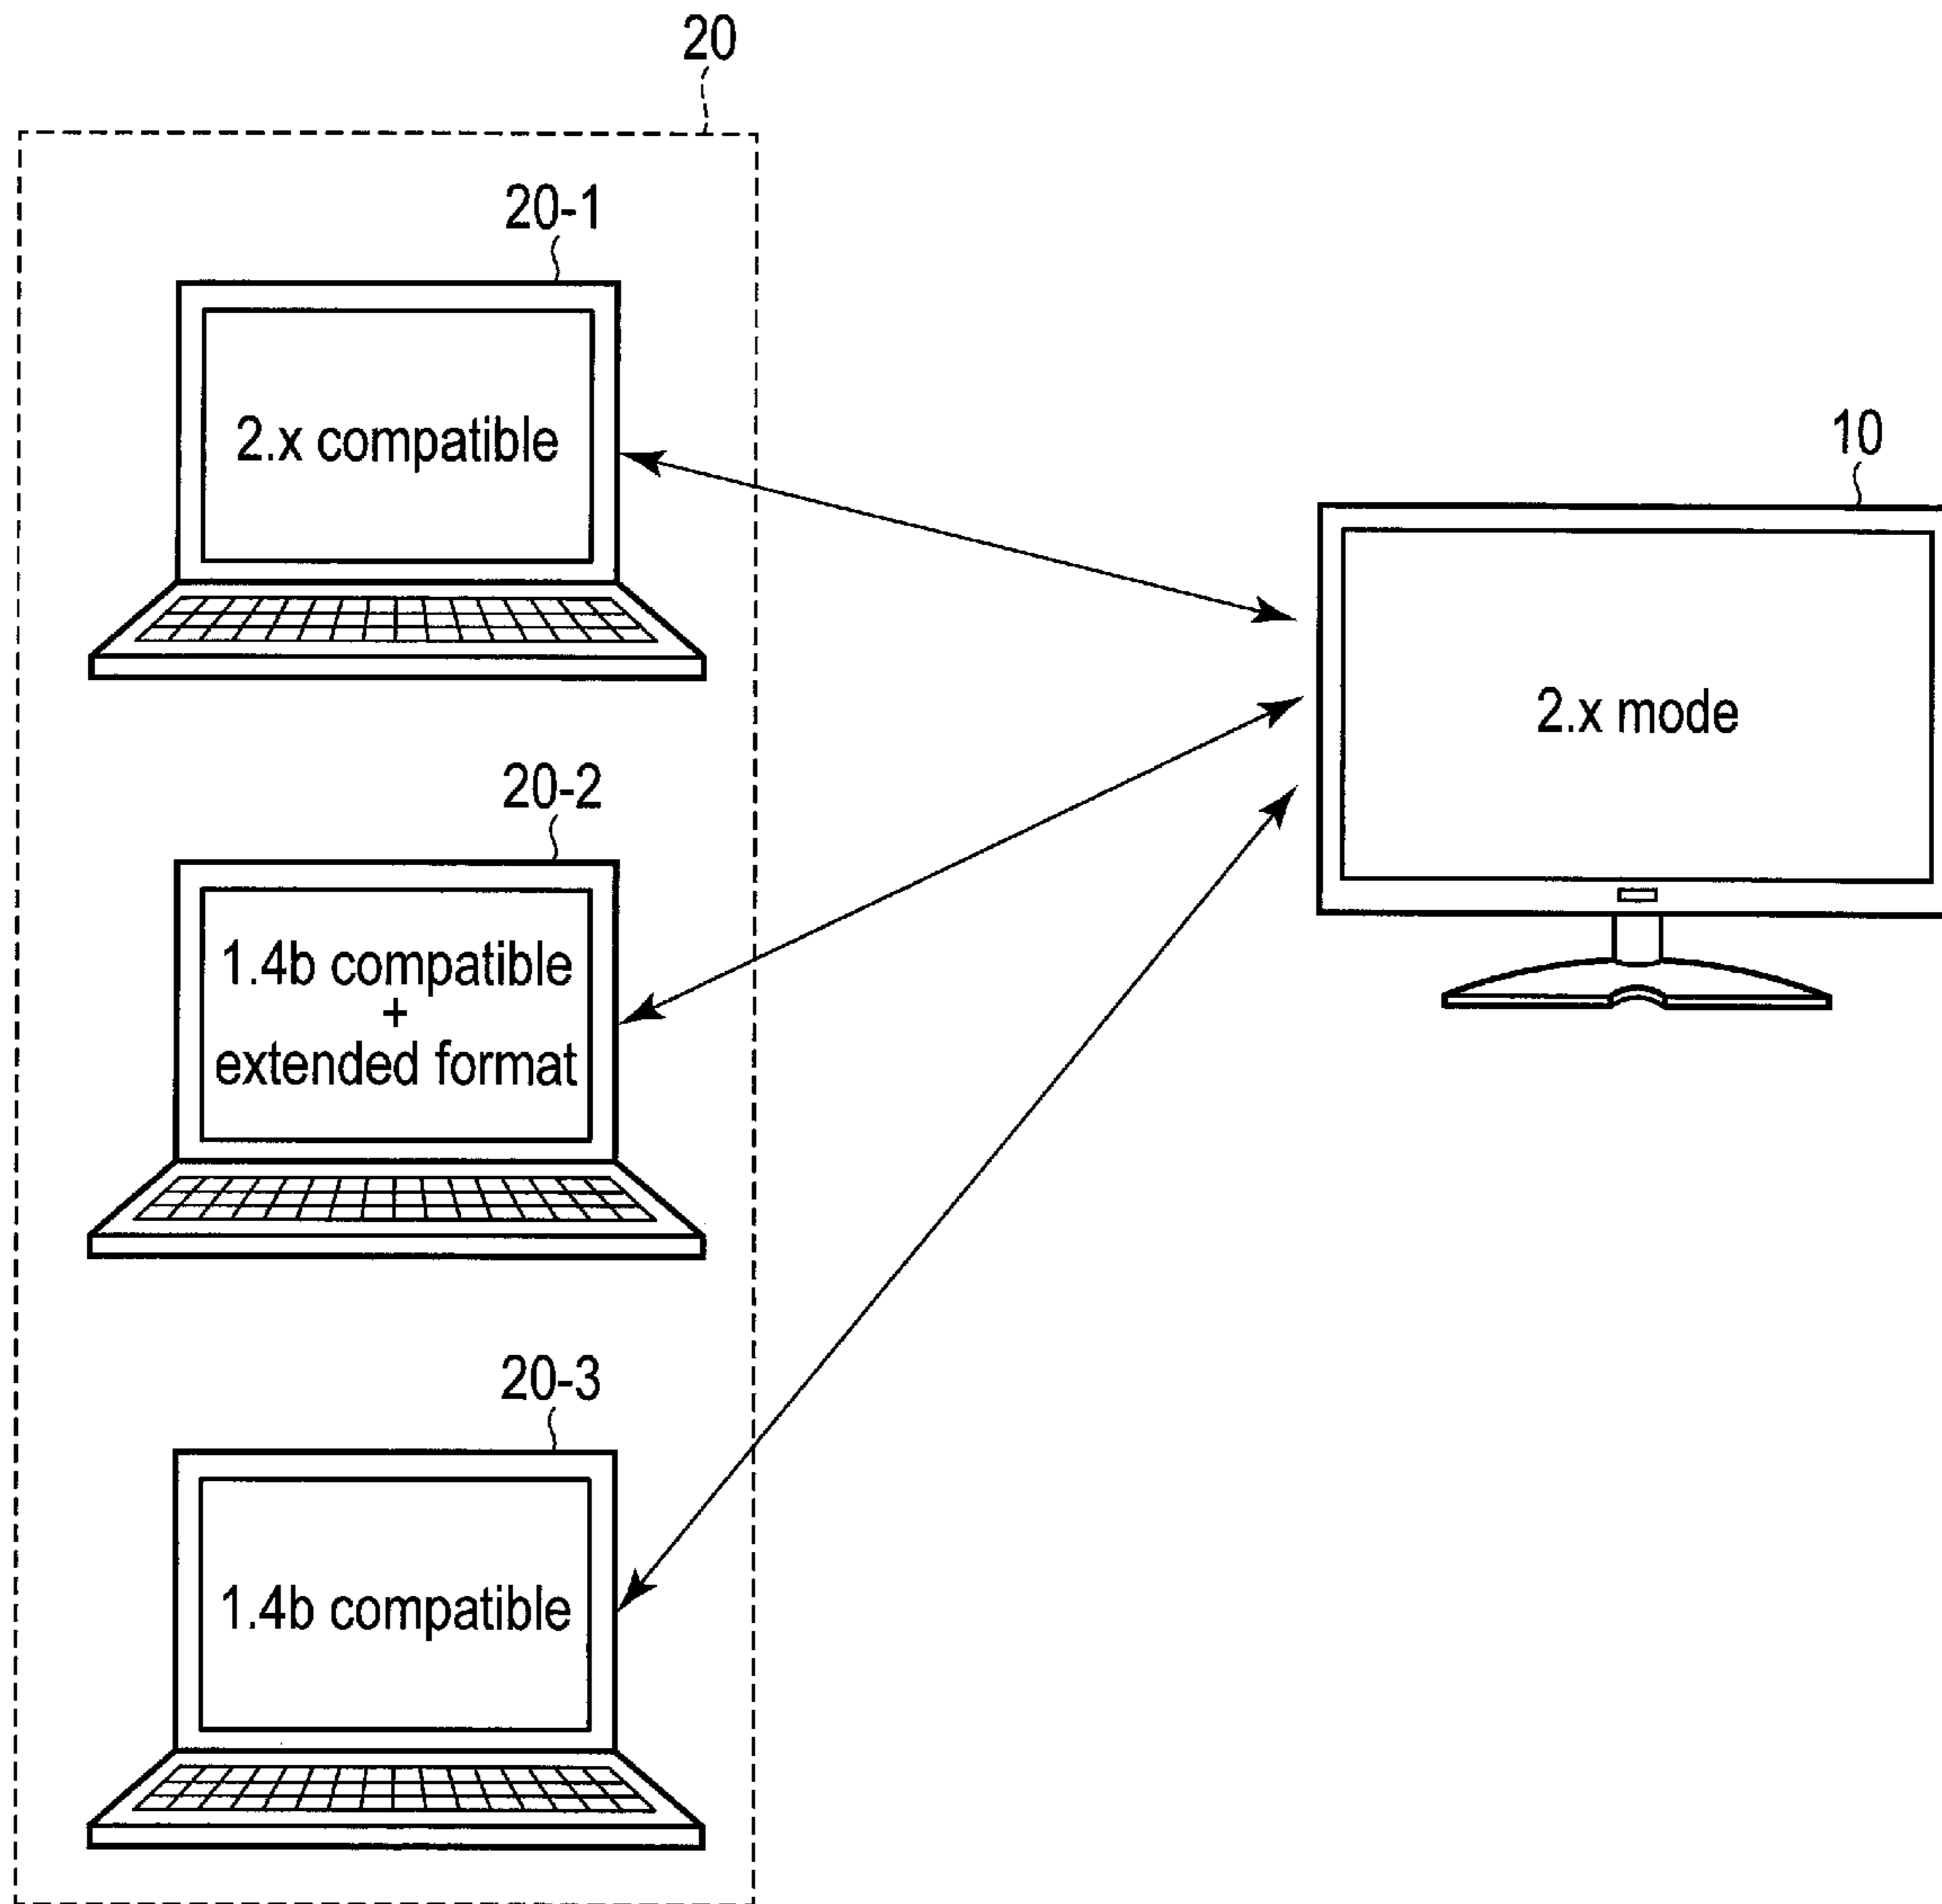 20
20-1
2.x compatible
10
2.x mode
20-2
1.4b compatible
+
extended format
20-3
1.4b compatible